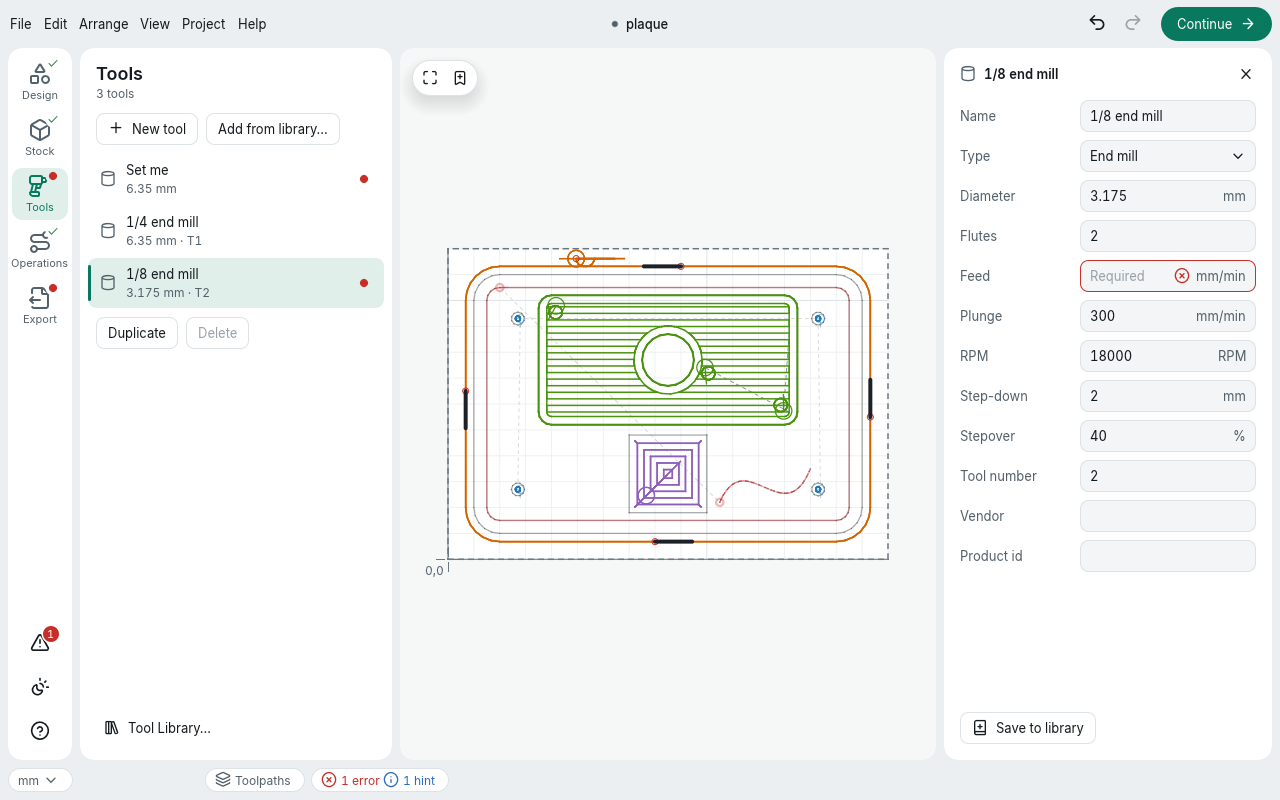 File Edit Arrange View Project Help
plaque
Continue
Design
Stock
Tools
Operations
Export
1
Tools
3 tools
New tool
Add from library...
Set me
6.35 mm
1/4 end mill
6.35 mm · T1
1/8 end mill
3.175 mm · T2
Duplicate
Delete
Tool Library...
0,0
1/8 end mill
Name 1/8 end mill
Type End mill
Diameter 3.175 mm
Flutes 2
Feed Required mm/min
Plunge 300 mm/min
RPM 18000 RPM
Step-down 2 mm
Stepover 40 %
Tool number 2
Vendor
Product id
Save to library
mm
Toolpaths
1 error 1 hint